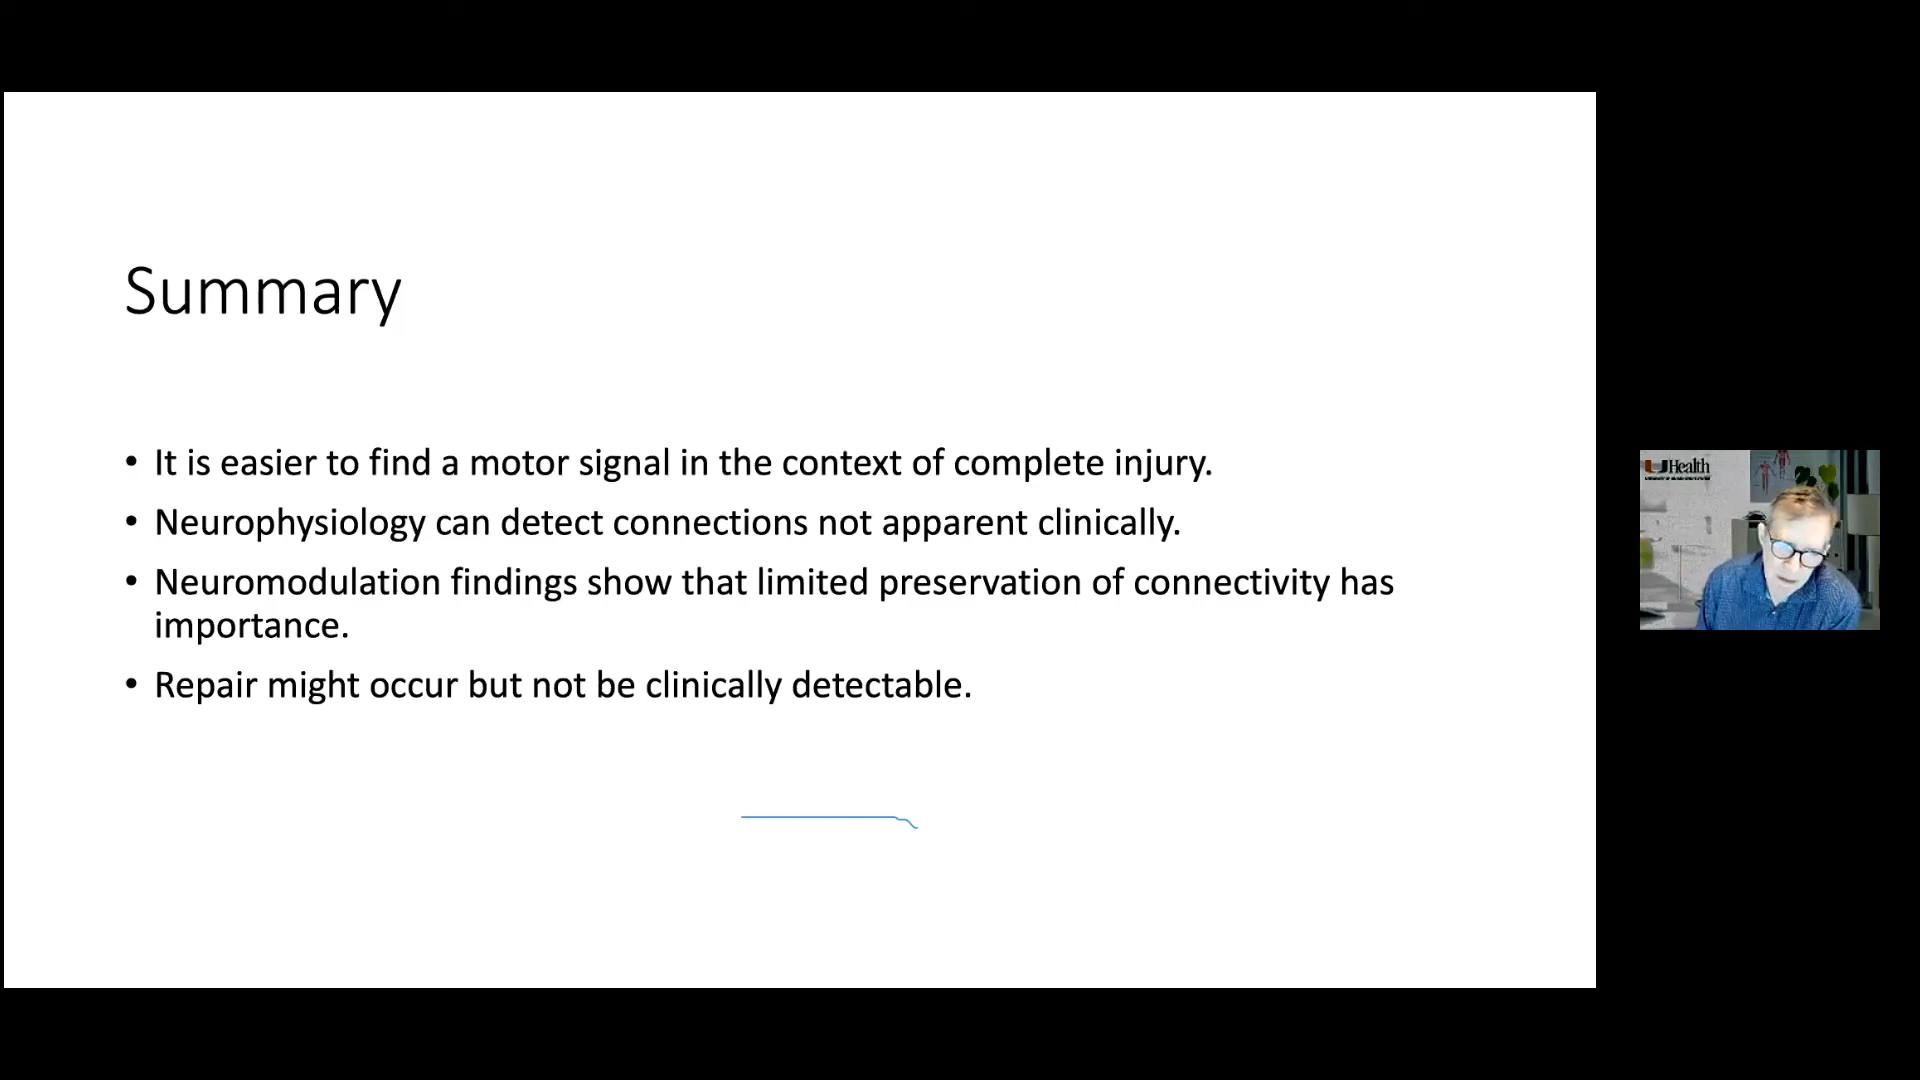 Summary
• It is easier to find a motor signal in the context of complete injury.
• Neurophysiology can detect connections not apparent clinically.
• Neuromodulation findings show that limited preservation of connectivity has
importance.
• Repair might occur but not be clinically detectable.
UHealth